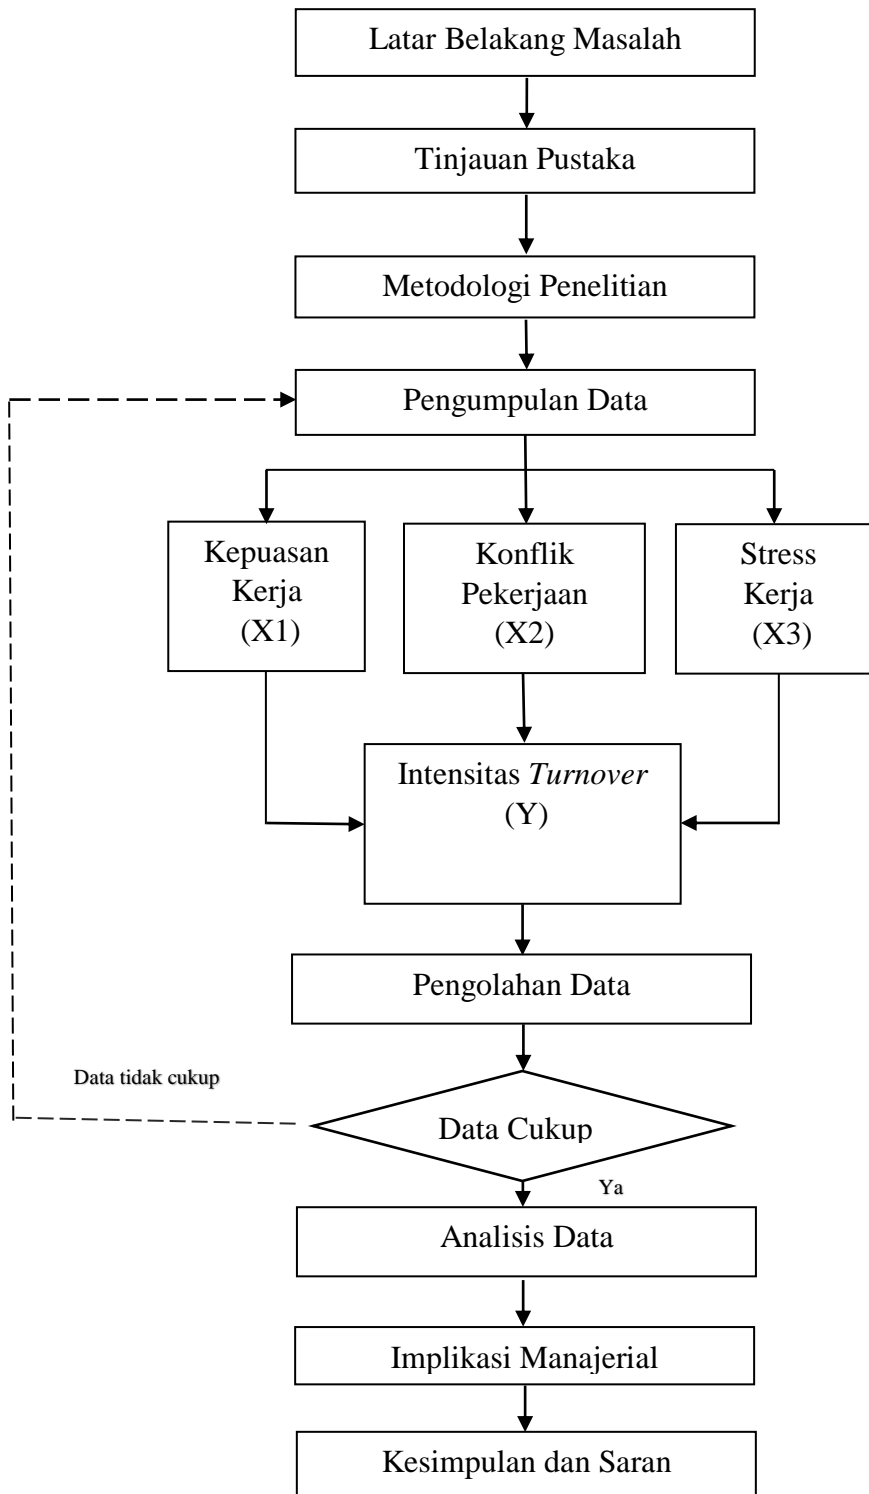 Latar Belakang Masalah
Tinjauan Pustaka
Metodologi Penelitian
Pengumpulan Data
Kepuasan
Kerja
(X1)
Konflik
Pekerjaan
(X2)
Stress
Kerja
(X3)
Intensitas Turnover
(Y)
Pengolahan Data
Data tidak cukup
Data Cukup
Ya
Analisis Data
Implikasi Manajerial
Kesimpulan dan Saran